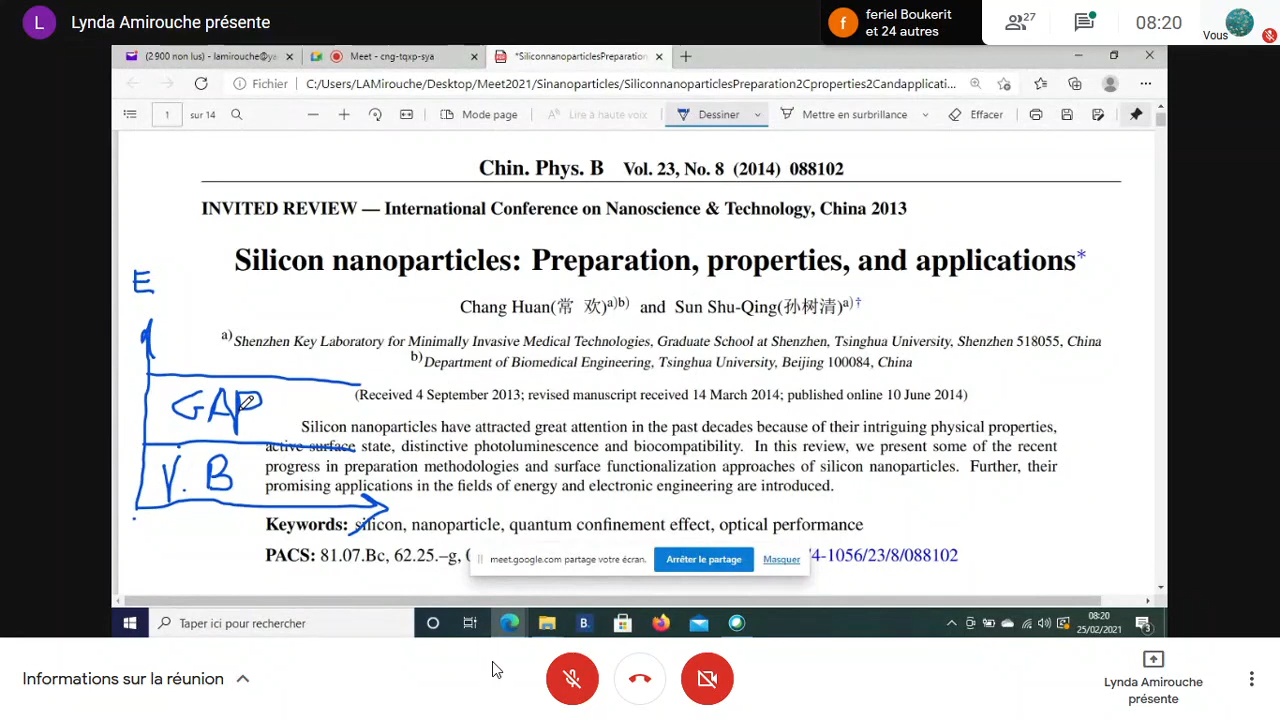 L Lynda Amirouche présente
f feriel Boukerit
et 24 autres
27
08:20
Vous
(2 900 non lus) - lamirouche@ya
Meet - cng-tqxp-sya
*SiliconnanoparticlesPreparation
Fichier C:/Users/LAMirouche/Desktop/Meet2021/Sinanoparticles/SiliconnanoparticlesPreparation2Cproperties2Candapplicati...
1 sur 14 Mode page Lire à haute voix Dessiner Mettre en surbrillance Effacer
Chin. Phys. B Vol. 23, No. 8 (2014) 088102
INVITED REVIEW — International Conference on Nanoscience & Technology, China 2013
Silicon nanoparticles: Preparation, properties, and applications*
E
Chang Huan(常 欢)a)b) and Sun Shu-Qing(孙树清)a)†
a)Shenzhen Key Laboratory for Minimally Invasive Medical Technologies, Graduate School at Shenzhen, Tsinghua University, Shenzhen 518055, China
b)Department of Biomedical Engineering, Tsinghua University, Beijing 100084, China
(Received 4 September 2013; revised manuscript received 14 March 2014; published online 10 June 2014)
GAP
Silicon nanoparticles have attracted great attention in the past decades because of their intriguing physical properties,
active surface state, distinctive photoluminescence and biocompatibility. In this review, we present some of the recent
progress in preparation methodologies and surface functionalization approaches of silicon nanoparticles. Further, their
promising applications in the fields of energy and electronic engineering are introduced.
V. B
Keywords: silicon, nanoparticle, quantum confinement effect, optical performance
PACS: 81.07.Bc, 62.25.–g, 4-1056/23/8/088102
meet.google.com partage votre écran. Arrêter le partage Masquer
Taper ici pour rechercher
08:20
25/02/2021
3
Informations sur la réunion
Lynda Amirouche
présente